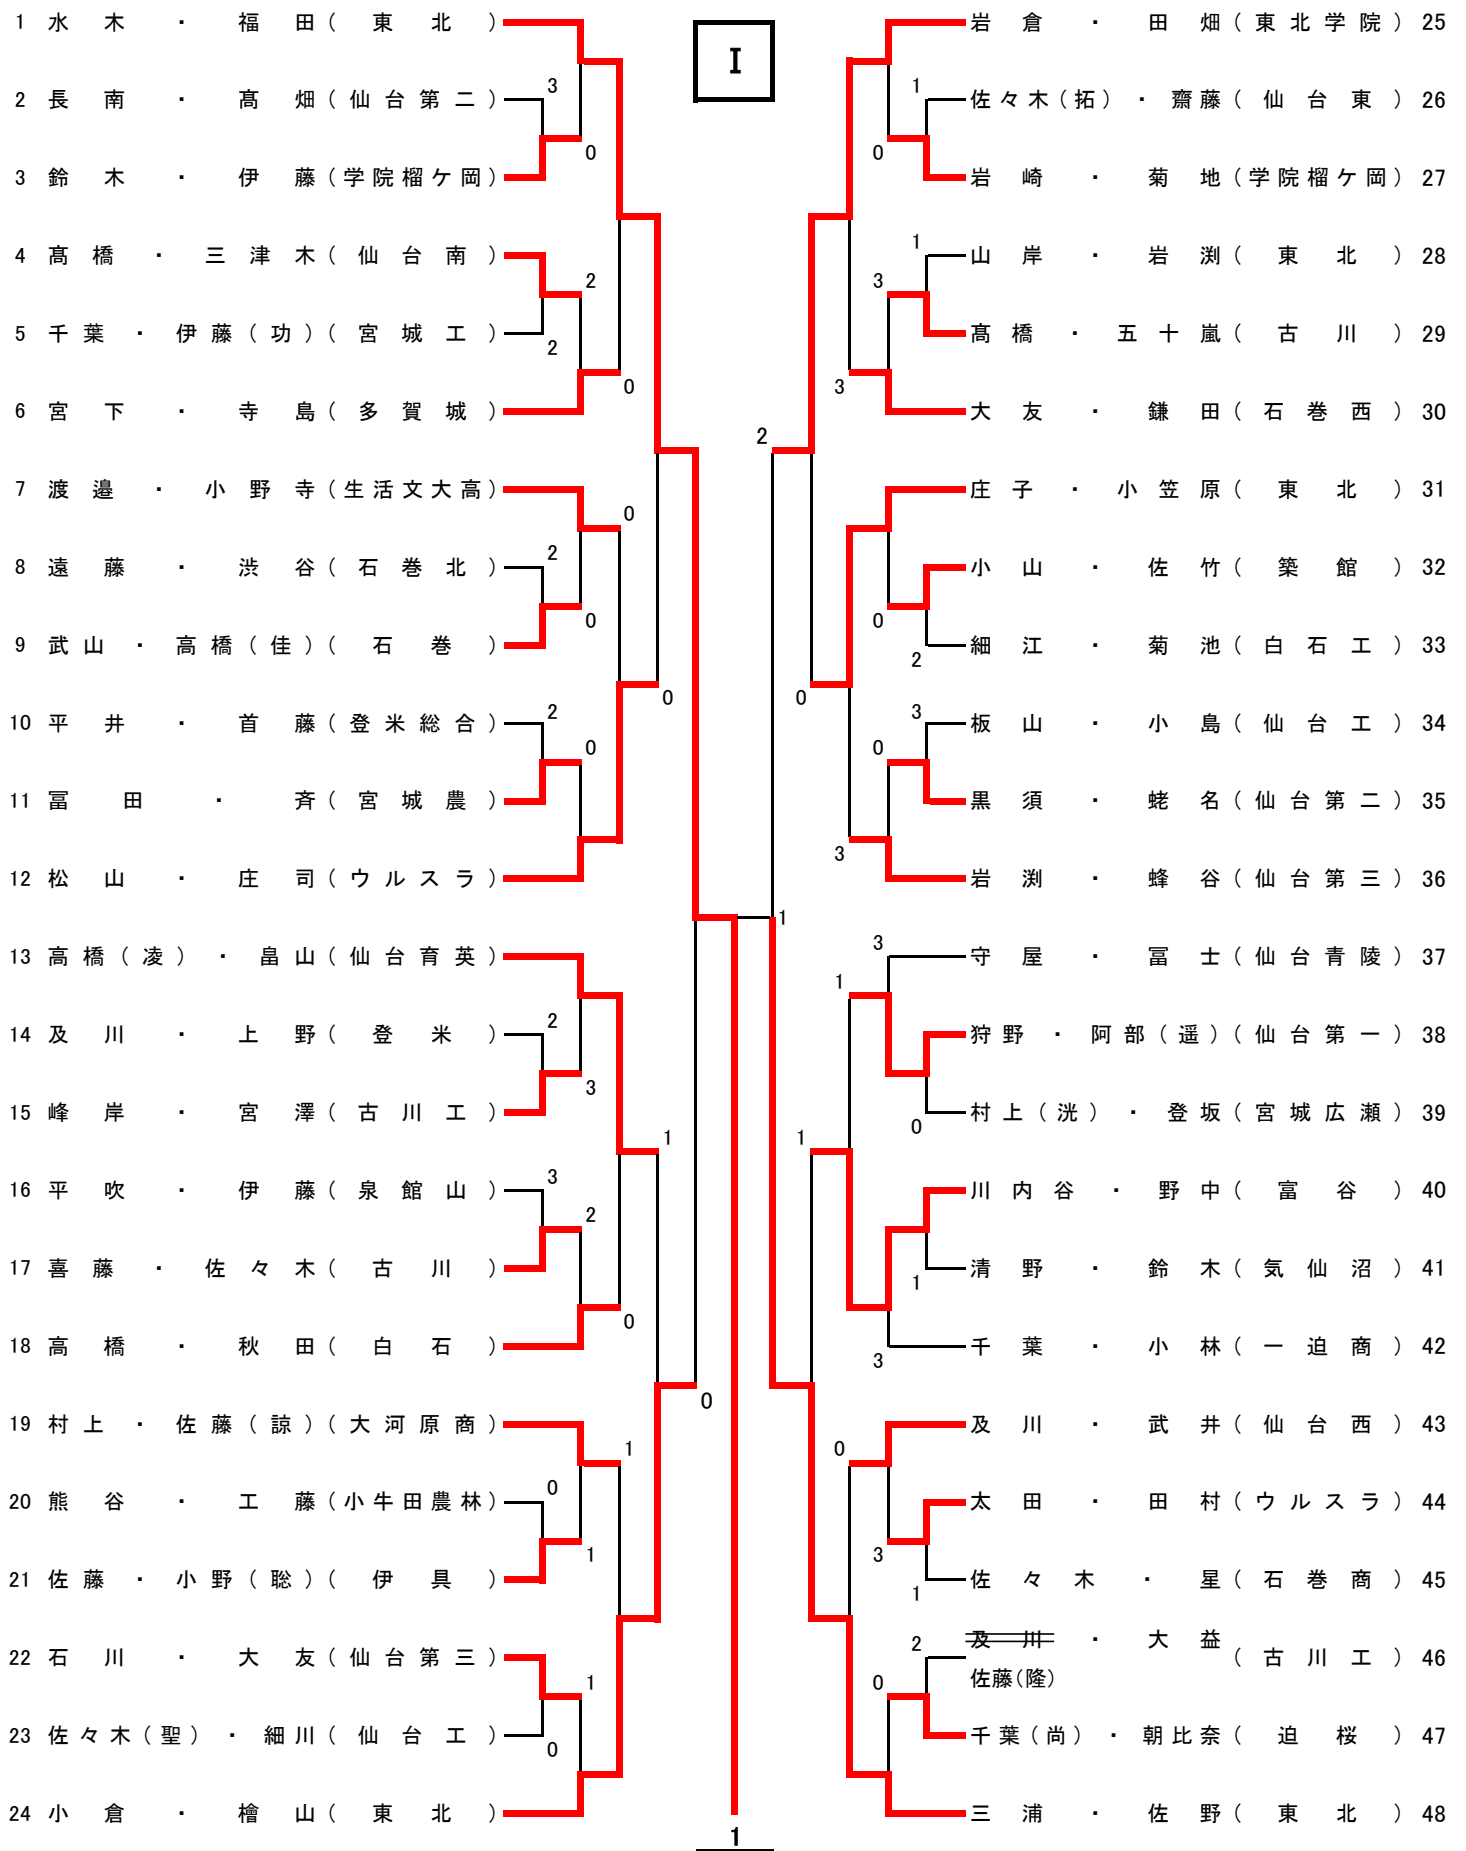 I
1 水木・福田(東北)
2 長南・髙畑(仙台第二)
3 鈴木・伊藤(学院榴ケ岡)
4 髙橋・三津木(仙台南)
5 千葉・伊藤(功)(宮城工)
6 宮下・寺島(多賀城)
7 渡邉・小野寺(生活文大高)
8 遠藤・渋谷(石巻北)
9 武山・高橋(佳)(石巻)
10 平井・首藤(登米総合)
11 冨田・斉(宮城農)
12 松山・庄司(ウルスラ)
13 高橋(凌)・畠山(仙台育英)
14 及川・上野(登米)
15 峰岸・宮澤(古川工)
16 平吹・伊藤(泉館山)
17 喜藤・佐々木(古川)
18 高橋・秋田(白石)
19 村上・佐藤(諒)(大河原商)
20 熊谷・工藤(小牛田農林)
21 佐藤・小野(聡)(伊具)
22 石川・大友(仙台第三)
23 佐々木(聖)・細川(仙台工)
24 小倉・檜山(東北)
3
0
2
2
0
0
2
0
2
0
0
2
3
3
2
0
1
1
0
1
1
0
0
1
2
1
1
岩倉・田畑(東北学院) 25
佐々木(拓)・齋藤(仙台東) 26
岩崎・菊地(学院榴ケ岡) 27
山岸・岩渕(東北) 28
髙橋・五十嵐(古川) 29
大友・鎌田(石巻西) 30
庄子・小笠原(東北) 31
小山・佐竹(築館) 32
細江・菊池(白石工) 33
板山・小島(仙台工) 34
黒須・蛯名(仙台第二) 35
岩渕・蜂谷(仙台第三) 36
守屋・冨士(仙台青陵) 37
狩野・阿部(遥)(仙台第一) 38
村上(洸)・登坂(宮城広瀬) 39
川内谷・野中(富谷) 40
清野・鈴木(気仙沼) 41
千葉・小林(一迫商) 42
及川・武井(仙台西) 43
太田・田村(ウルスラ) 44
佐々木・星(石巻商) 45
及川・大益(古川工) 46
佐藤(隆)
千葉(尚)・朝比奈(迫桜) 47
三浦・佐野(東北) 48
1
0
1
3
3
0
2
0
3
0
3
3
1
0
1
1
3
0
3
1
2
0